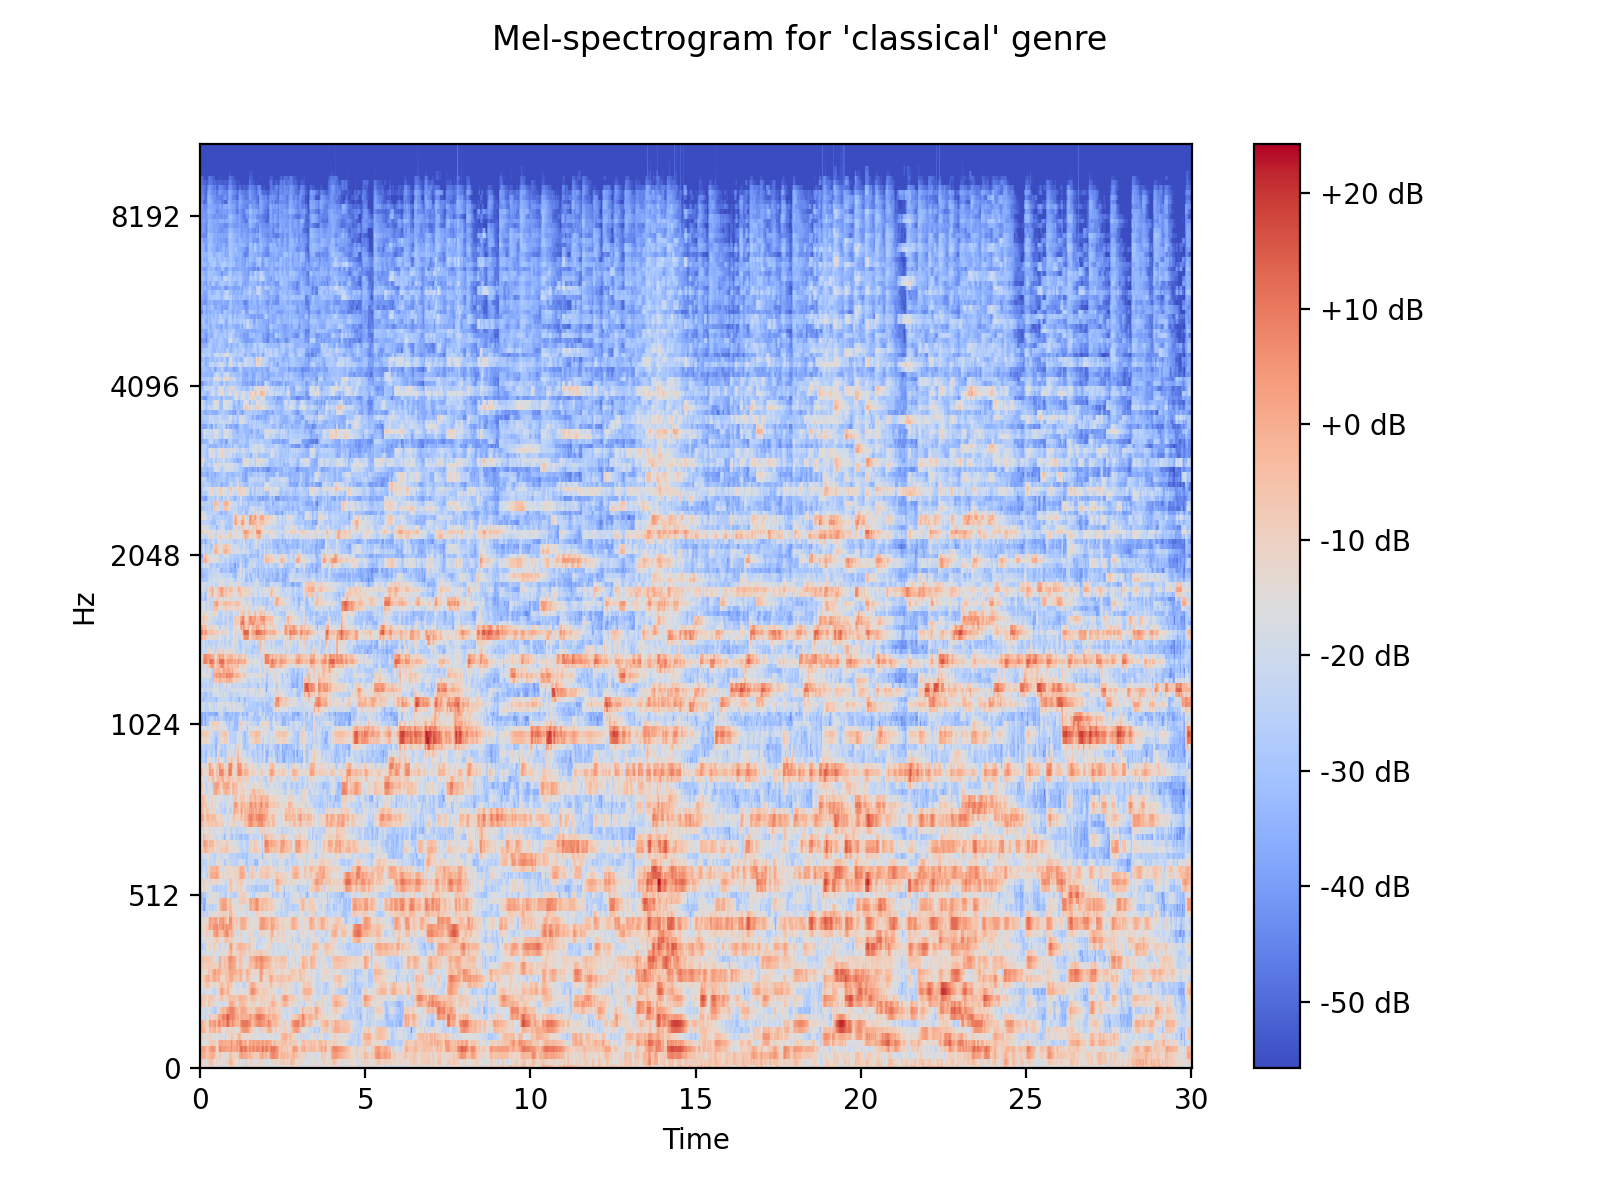 Mel-spectrogram for 'classical' genre
8192
4096
2048
1024
512
0
Hz
0 5 10 15 20 25 30
Time
+20 dB
+10 dB
+0 dB
-10 dB
-20 dB
-30 dB
-40 dB
-50 dB